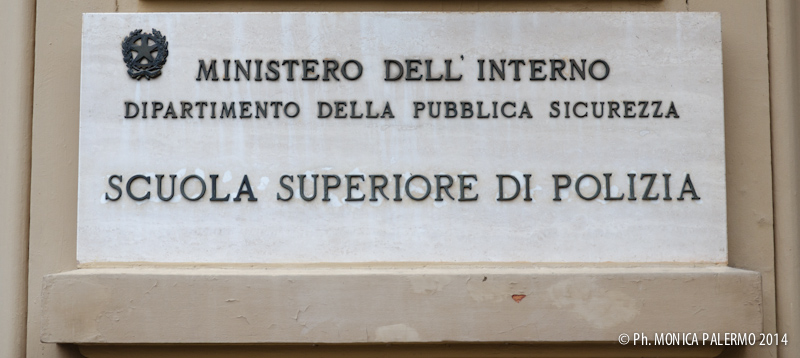 MINISTERO DELL'INTERNO
DIPARTIMENTO DELLA PUBBLICA SICUREZZA
SCUOLA SUPERIORE DI POLIZIA
© Ph. MONICA PALERMO 2014